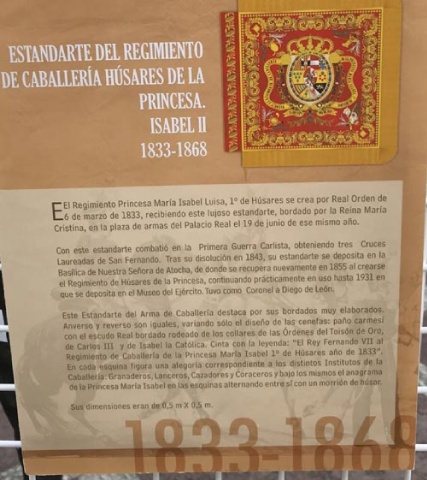 ESTANDARTE DEL REGIMIENTO
DE CABALLERÍA HÚSARES DE LA
PRINCESA.
ISABEL II
1833-1868
El Regimiento Princesa María Isabel Luisa, 1º de Húsares se crea por Real Orden de
6 de marzo de 1833, recibiendo este lujoso estandarte, bordado por la Reina María
Cristina, en la plaza de armas del Palacio Real el 19 de junio de ese mismo año.
Con este estandarte combatió en la Primera Guerra Carlista, obteniendo tres Cruces
Laureadas de San Fernando. Tras su disolución en 1843, su estandarte se deposita en la
Basílica de Nuestra Señora de Atocha, de donde se recupera nuevamente en 1855 al crearse
el Regimiento de Húsares de la Princesa, continuando prácticamente en uso hasta 1931 en
que se deposita en el Museo del Ejército. Tuvo como Coronel a Diego de León.
Este Estandarte del Arma de Caballería destaca por sus bordados muy elaborados.
Anverso y reverso son iguales, variando sólo el diseño de las cenefas: paño carmesí
con el escudo Real bordado rodeado de los collares de las Órdenes del Toisón de Oro,
de Carlos III y de Isabel la Católica. Cinta con la leyenda: "El Rey Fernando VII al
Regimiento de Caballería de la Princesa María Isabel 1º de Húsares año de 1833".
En cada esquina figura una alegoría correspondiente a los distintos Institutos de la
Caballería: Granaderos, Lanceros, Cazadores y Coraceros y bajo los mismos el anagrama
de la Princesa María Isabel en las esquinas alternando entre sí con un morrión de húsar.
Sus dimensiones eran de 0,5 m X 0,5 m.
1833-1868